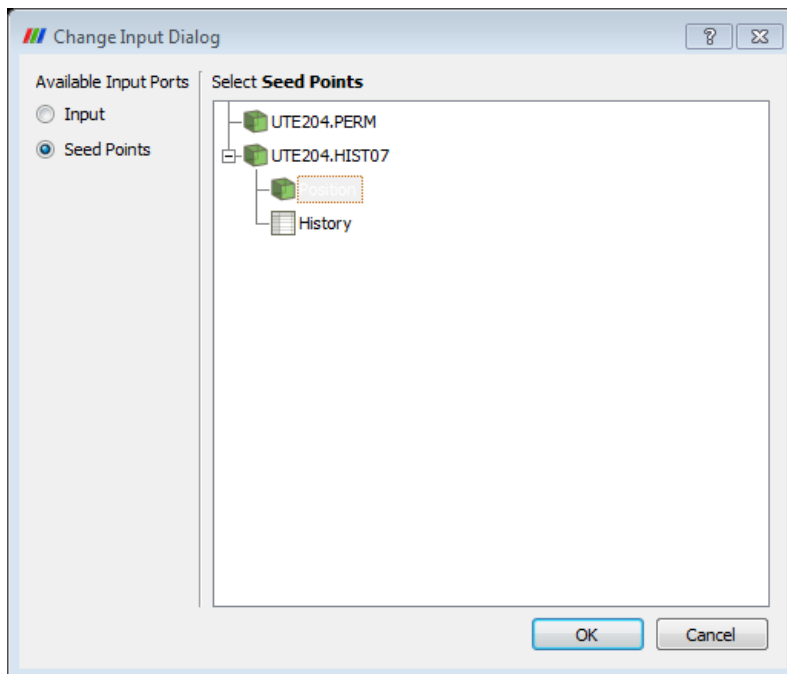 Change Input Dialog
Available Input Ports
Input
Seed Points
Select Seed Points
UTE204.PERM
UTE204.HIST07
Position
History
OK
Cancel